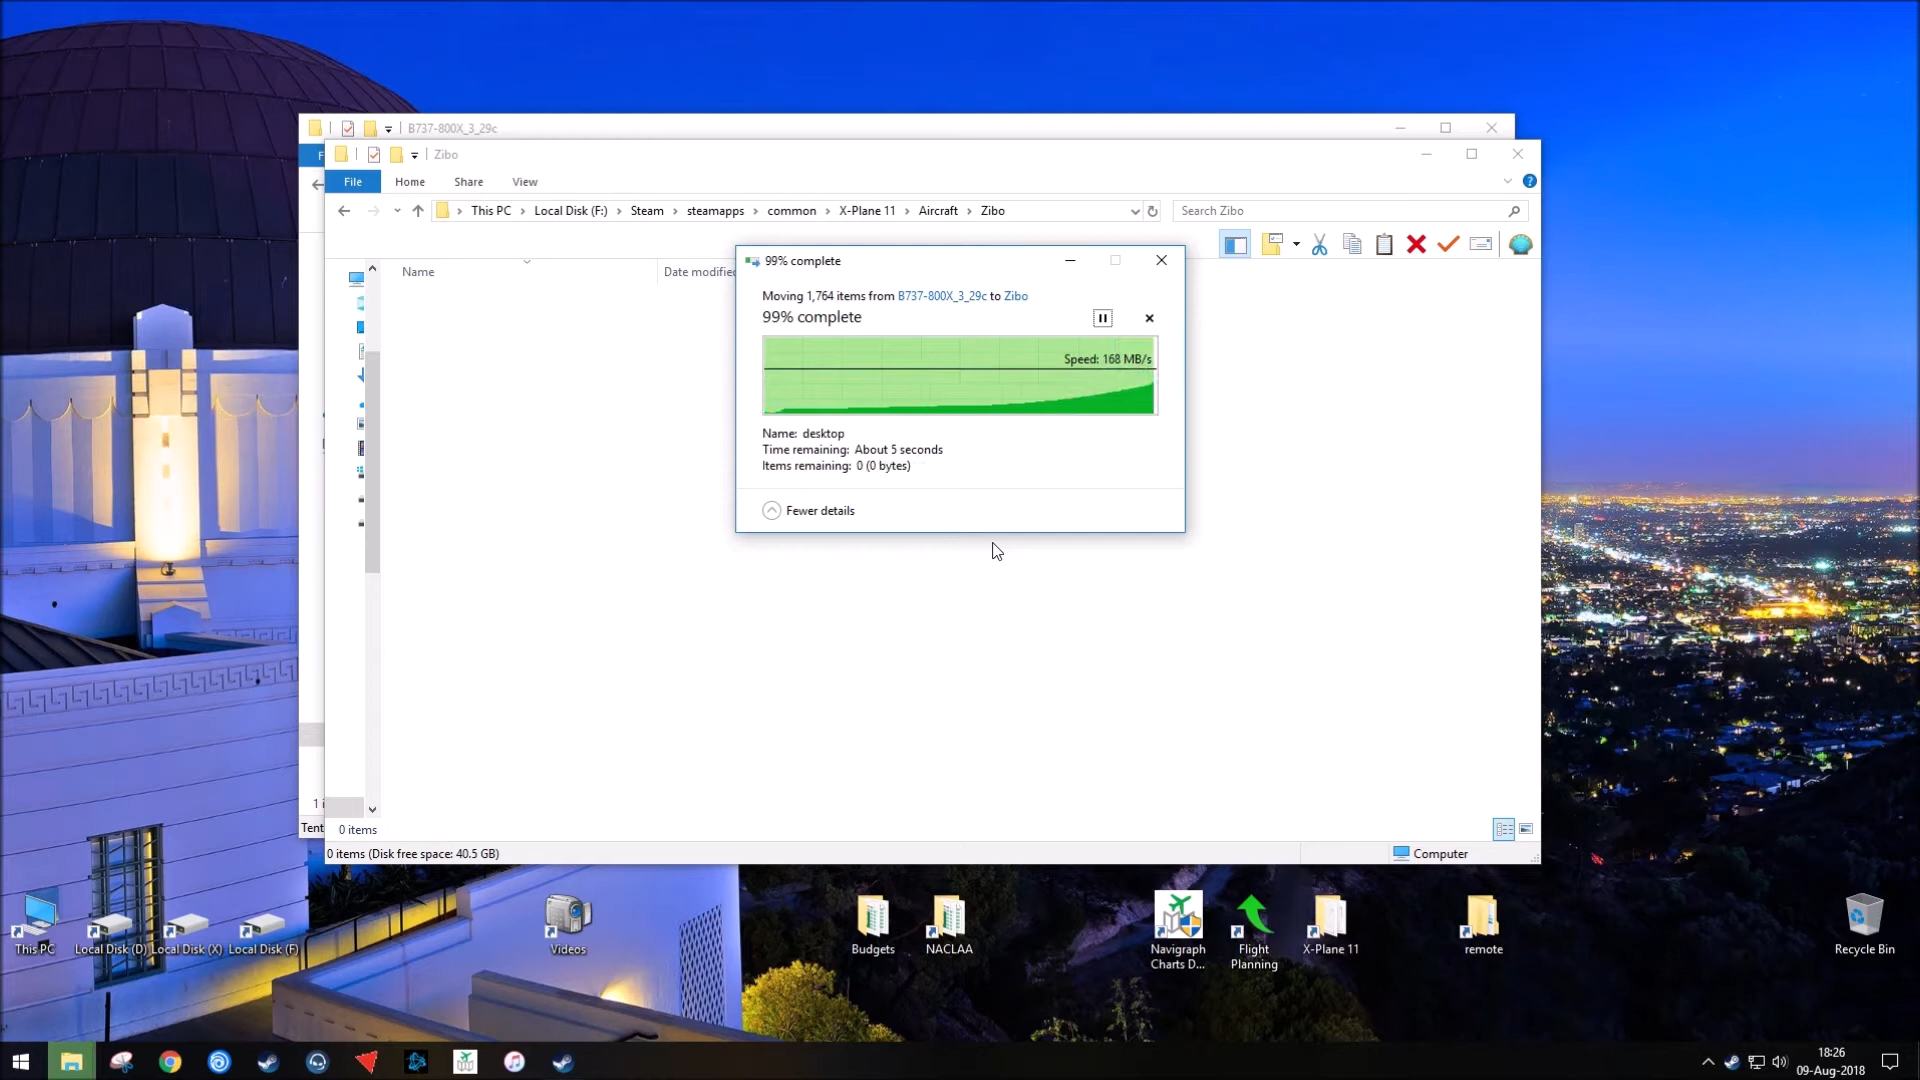 B737-800X_3_29c
Zibo
File Home Share View
This PC Local Disk (F:) Steam steamapps common X-Plane 11 Aircraft Zibo
Search Zibo
Name
Date modified
99% complete
Moving 1,764 items from B737-800X_3_29c to Zibo
99% complete
Speed: 168 MB/s
Name: desktop
Time remaining: About 5 seconds
Items remaining: 0 (0 bytes)
Fewer details
0 items
Tent
0 items (Disk free space: 40.5 GB)
Computer
This PC
Local Disk (D)
Local Disk (X)
Local Disk (F)
Videos
Budgets
NACLAA
Navigraph
Charts D...
Flight
Planning
X-Plane 11
remote
Recycle Bin
18:26
09-Aug-2018